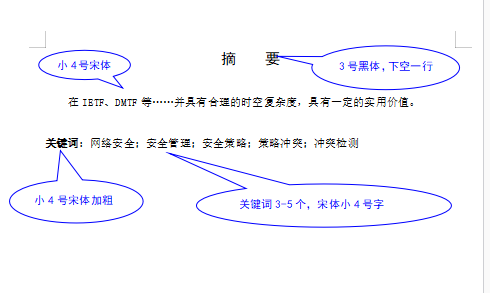 小4号宋体
摘 要
3号黑体，下空一行
在 IETF、DMTF 等……并具有合理的时空复杂度，具有一定的实用价值。
关键词：网络安全；安全管理；安全策略；策略冲突；冲突检测
小4号宋体加粗
关键词3-5个，宋体小4号字